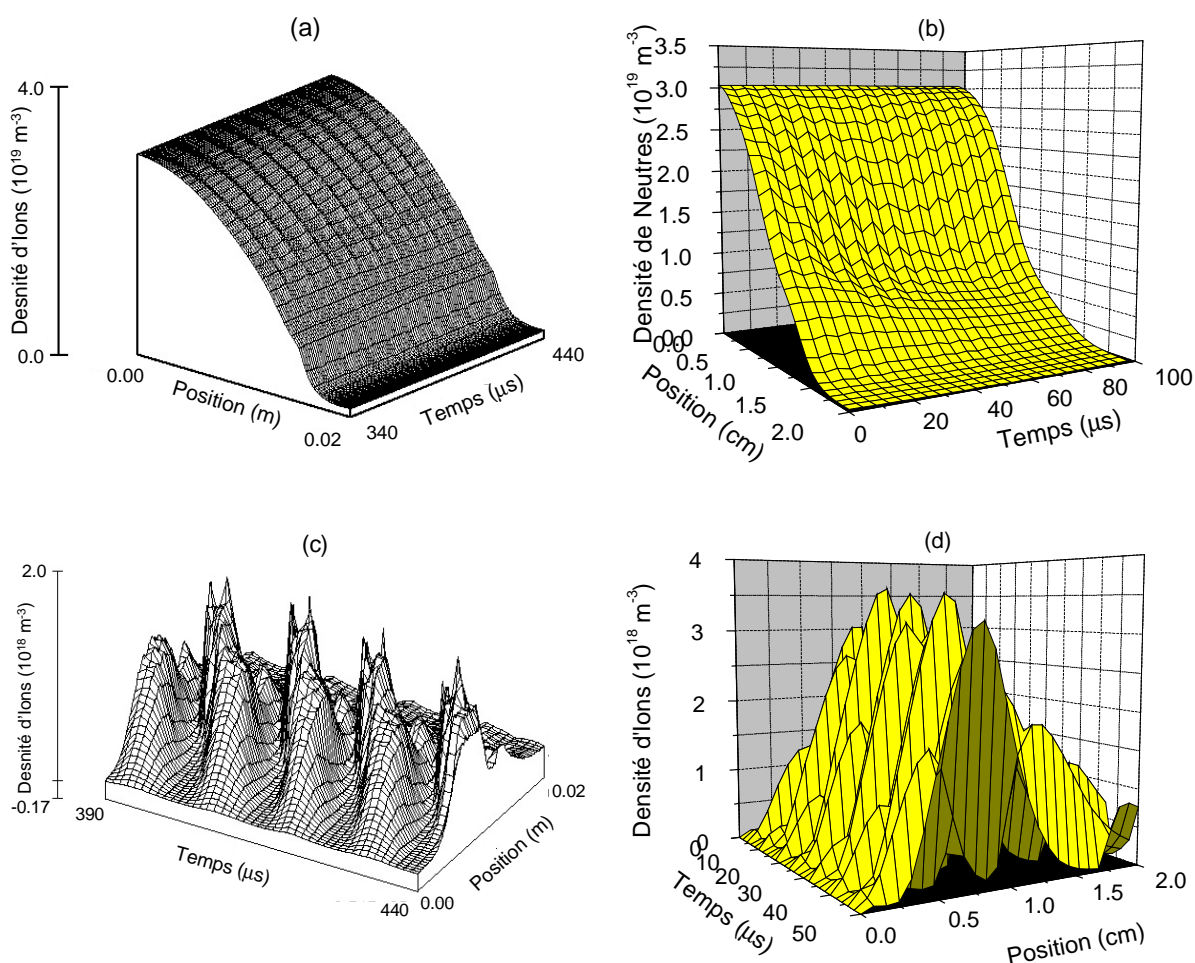 (a)
Desnité d'Ions (10¹⁹ m⁻³)
4.0
0.0
0.00
Position (m)
0.02
340
Temps (µs)
440
(b)
Densité de Neutres (10¹⁹ m⁻³)
3.5
3.0
2.5
2.0
1.5
1.0
0.5
0.0
0.0
0.5
1.0
1.5
2.0
Position (cm)
0
20
40
60
80
100
Temps (µs)
(c)
Desnité d'Ions (10¹⁸ m⁻³)
2.0
-0.17
390
Temps (µs)
440
0.00
Position (m)
0.02
(d)
Densité d'Ions (10¹⁸ m⁻³)
4
3
2
1
0
0
10
20
30
40
50
Temps (µs)
0.0
0.5
1.0
1.5
2.0
Position (cm)